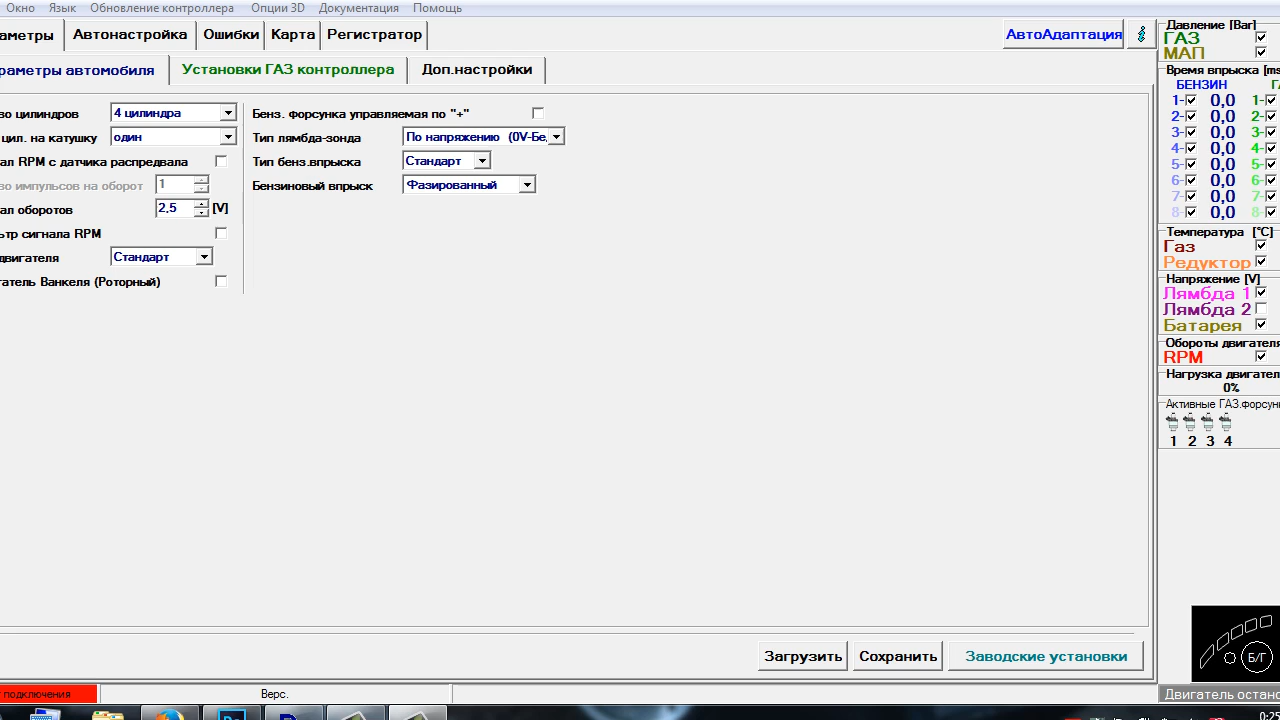 Окно Язык Обновление контроллера Опции 3D Документация Помощь
аметры Автонастройка Ошибки Карта Регистратор АвтоАдаптация i
раметры автомобиля Установки ГАЗ контроллера Доп.настройки
во цилиндров 4 цилиндра
цил. на катушку один
ал RPM с датчика распредвала
во импульсов на оборот 1
ал оборотов 2,5 [V]
ьтр сигнала RPM
двигателя Стандарт
гатель Ванкеля (Роторный)
Бенз. форсунка управляемая по "+"
Тип лямбда-зонда По напряжению (0V-Бе,
Тип бенз.впрыска Стандарт
Бензиновый впрыск Фазированный
Давление [Bar]
ГАЗ
МАП
Время впрыска [ms
БЕНЗИН Г
1- 0,0 1-
2- 0,0 2-
3- 0,0 3-
4- 0,0 4-
5- 0,0 5-
6- 0,0 6-
7- 0,0 7-
8- 0,0 8-
Температура [°C]
Газ
Редуктор
Напряжение [V]
Лямбда 1
Лямбда 2
Батарея
Обороты двигателя
RPM
Нагрузка двигател
0%
Активные ГАЗ.форсун
1 2 3 4
Б/Г
Загрузить Сохранить Заводские установки
подключения Верс. Двигатель остано
0:25